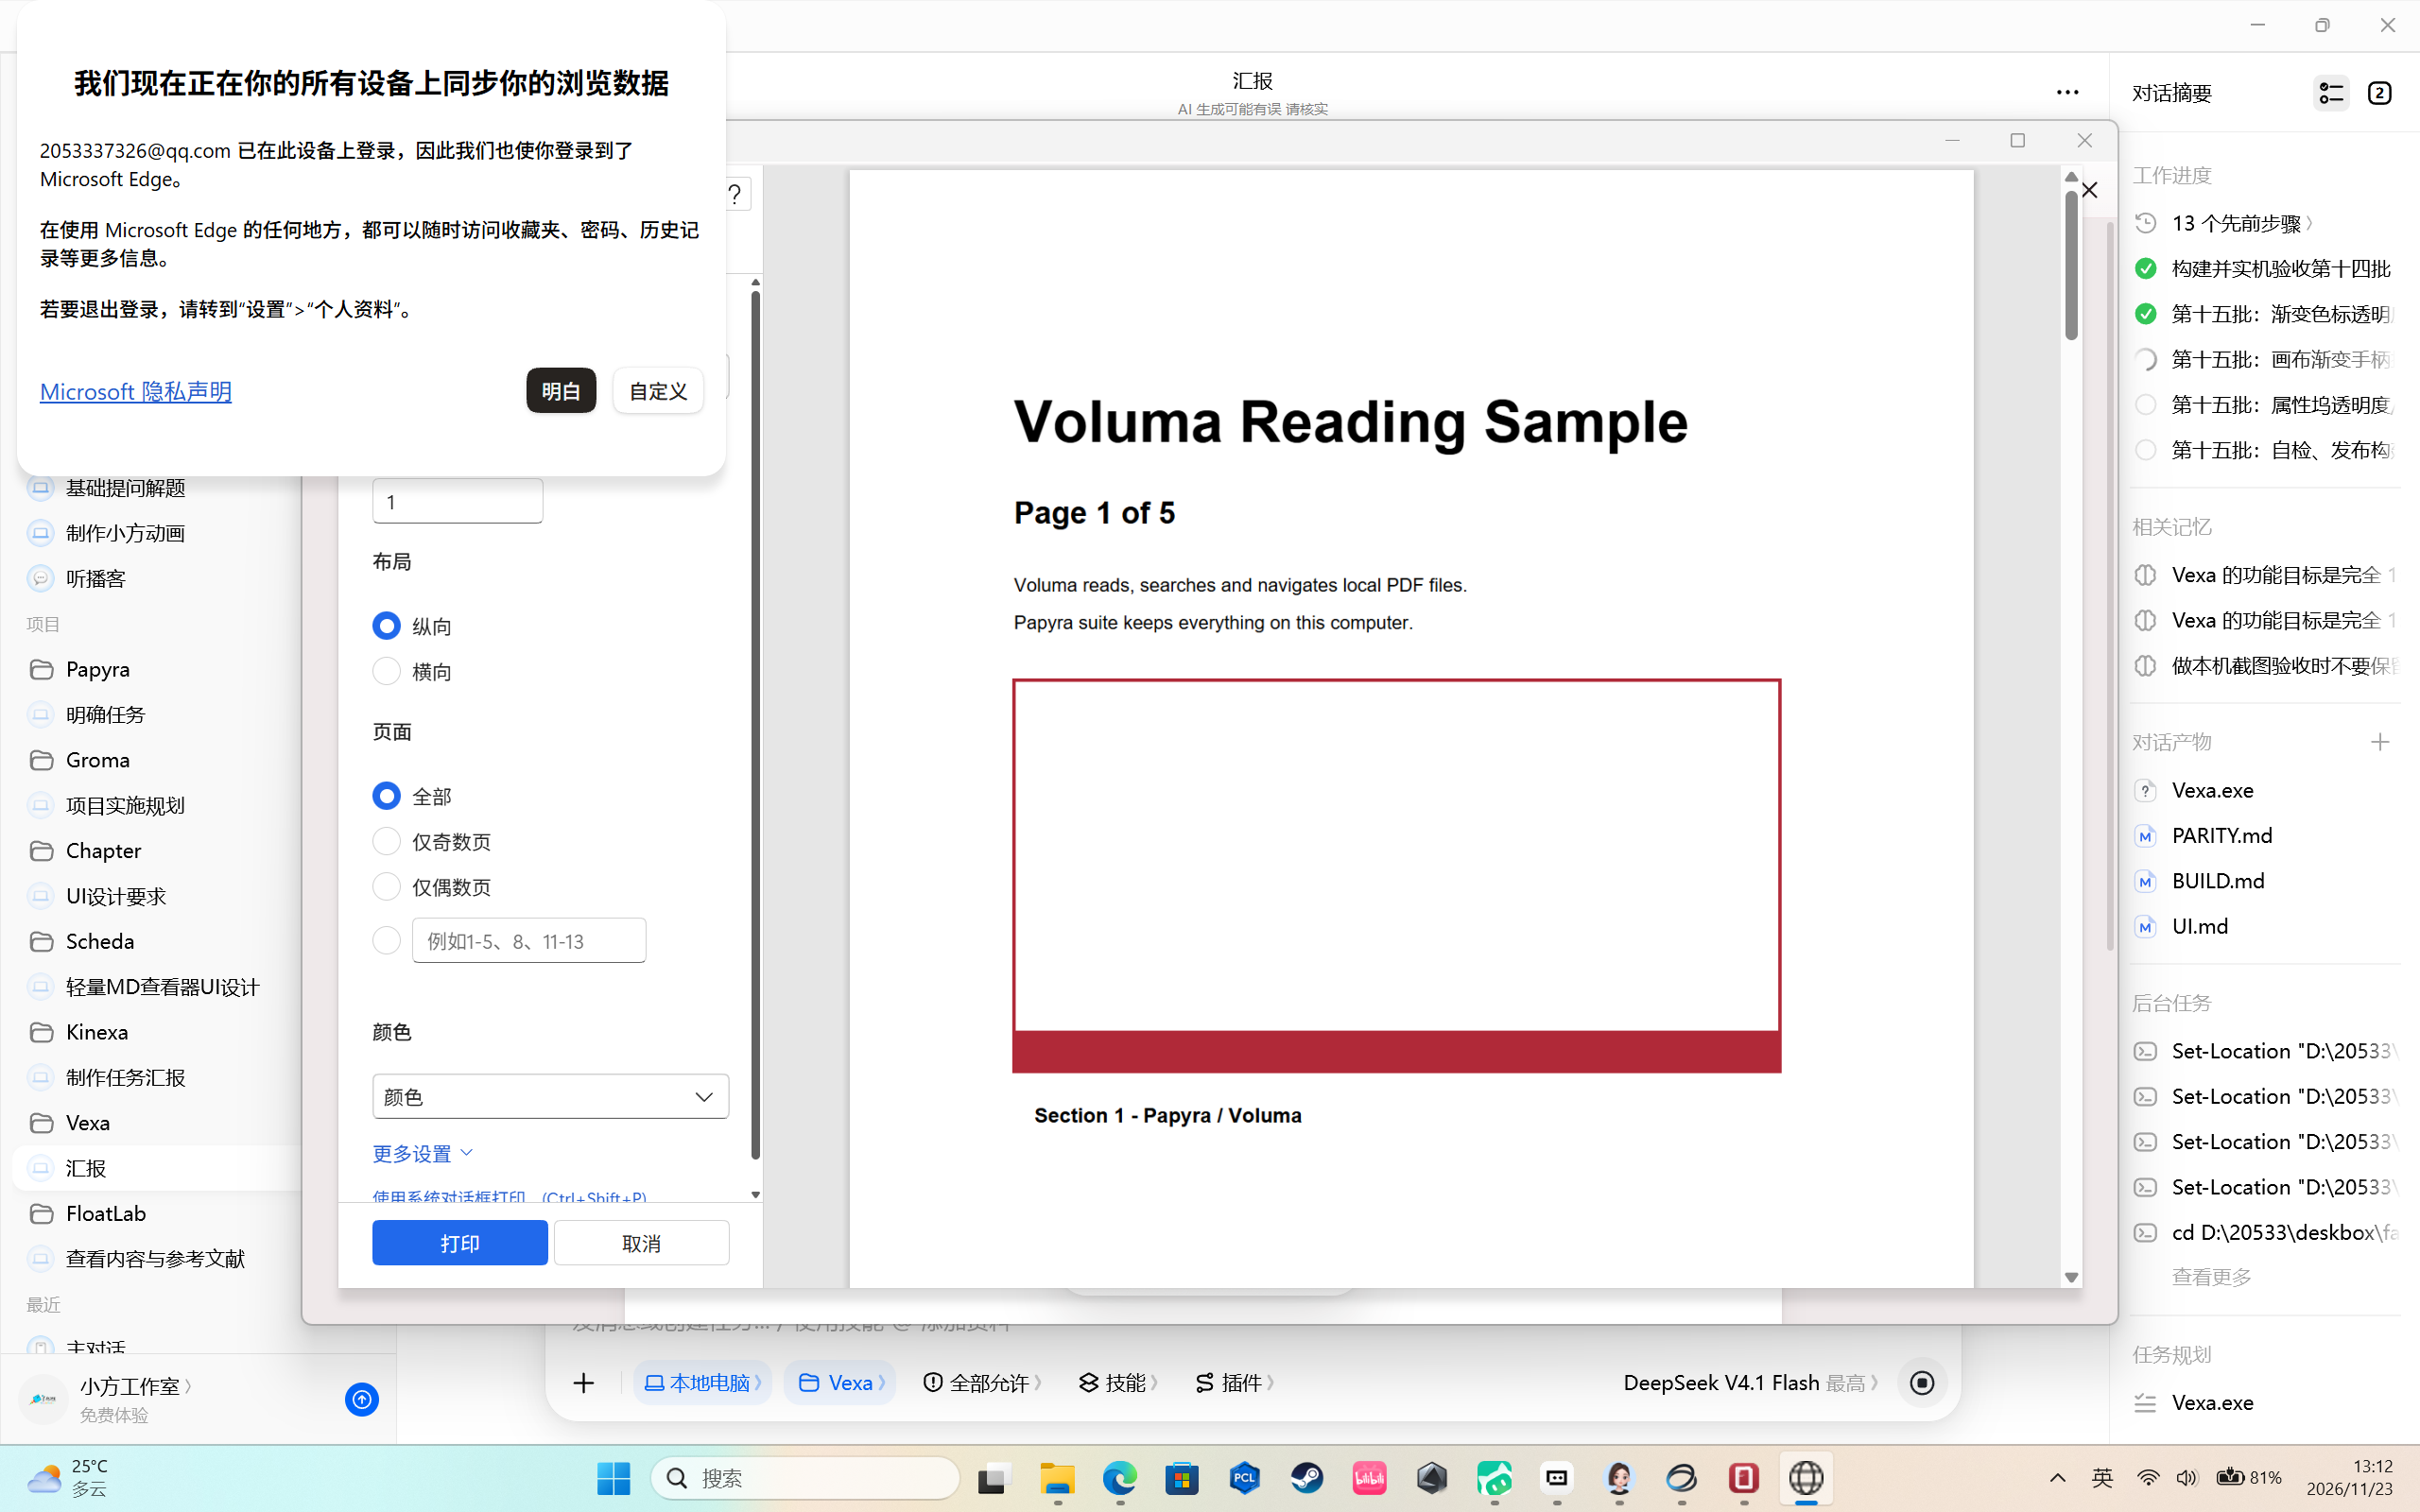 我们现在正在你的所有设备上同步你的浏览数据
2053337326@qq.com 已在此设备上登录，因此我们也使你登录到了
Microsoft Edge。
在使用 Microsoft Edge 的任何地方，都可以随时访问收藏夹、密码、历史记
录等更多信息。
若要退出登录，请转到“设置”>“个人资料”。
Microsoft 隐私声明
明白
自定义
汇报
AI 生成可能有误 请核实
?
基础提问解题
制作小方动画
听播客
项目
Papyra
明确任务
Groma
项目实施规划
Chapter
UI设计要求
Scheda
轻量MD查看器UI设计
Kinexa
制作任务汇报
Vexa
汇报
FloatLab
查看内容与参考文献
最近
主对话
小方工作室
免费体验
1
布局
纵向
横向
页面
全部
仅奇数页
仅偶数页
例如1-5、8、11-13
颜色
颜色
更多设置
使用系统对话框打印... (Ctrl+Shift+P)
打印
取消
Voluma Reading Sample
Page 1 of 5
Voluma reads, searches and navigates local PDF files.
Papyra suite keeps everything on this computer.
Section 1 - Papyra / Voluma
本地电脑
Vexa
全部允许
技能
插件
DeepSeek V4.1 Flash 最高
对话摘要
2
工作进度
13 个先前步骤
构建并实机验收第十四批
第十五批：渐变色标透明
第十五批：画布渐变手柄
第十五批：属性坞透明度
第十五批：自检、发布构
相关记忆
Vexa 的功能目标是完全 1
Vexa 的功能目标是完全 1
做本机截图验收时不要保留
对话产物
Vexa.exe
PARITY.md
BUILD.md
UI.md
后台任务
Set-Location "D:\20533\
Set-Location "D:\20533\
Set-Location "D:\20533\
Set-Location "D:\20533\
cd D:\20533\deskbox\fa
查看更多
任务规划
Vexa.exe
25°C
多云
搜索
PCL
bilibili
英
81%
13:12
2026/11/23